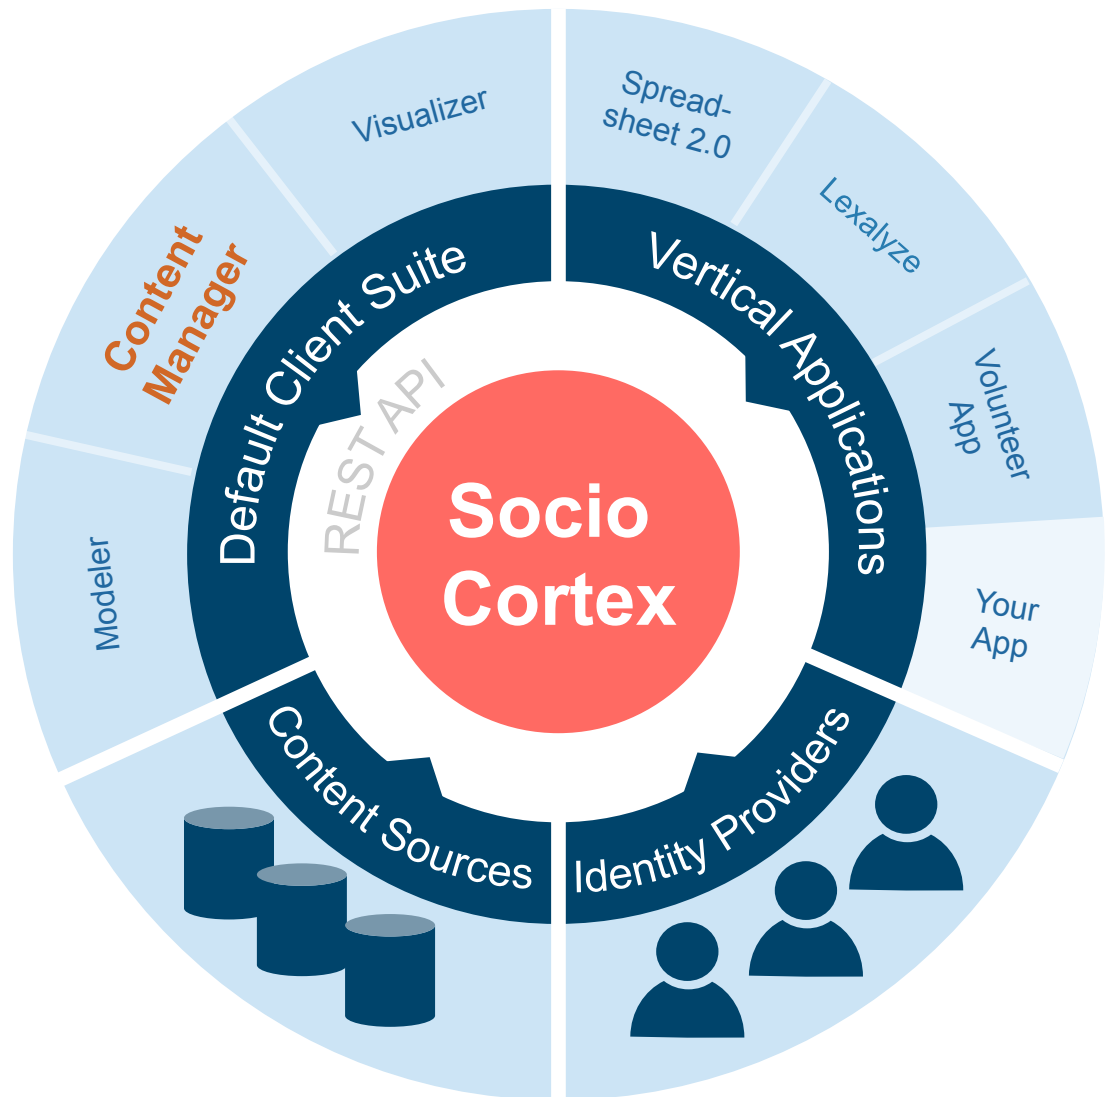 Visualizer
Spread-
sheet 2.0
Lexalyze
Content
Manager
Default Client Suite
Vertical Applications
Volunteer
App
REST API
Socio
Cortex
Modeler
Your
App
Content Sources
Identity Providers